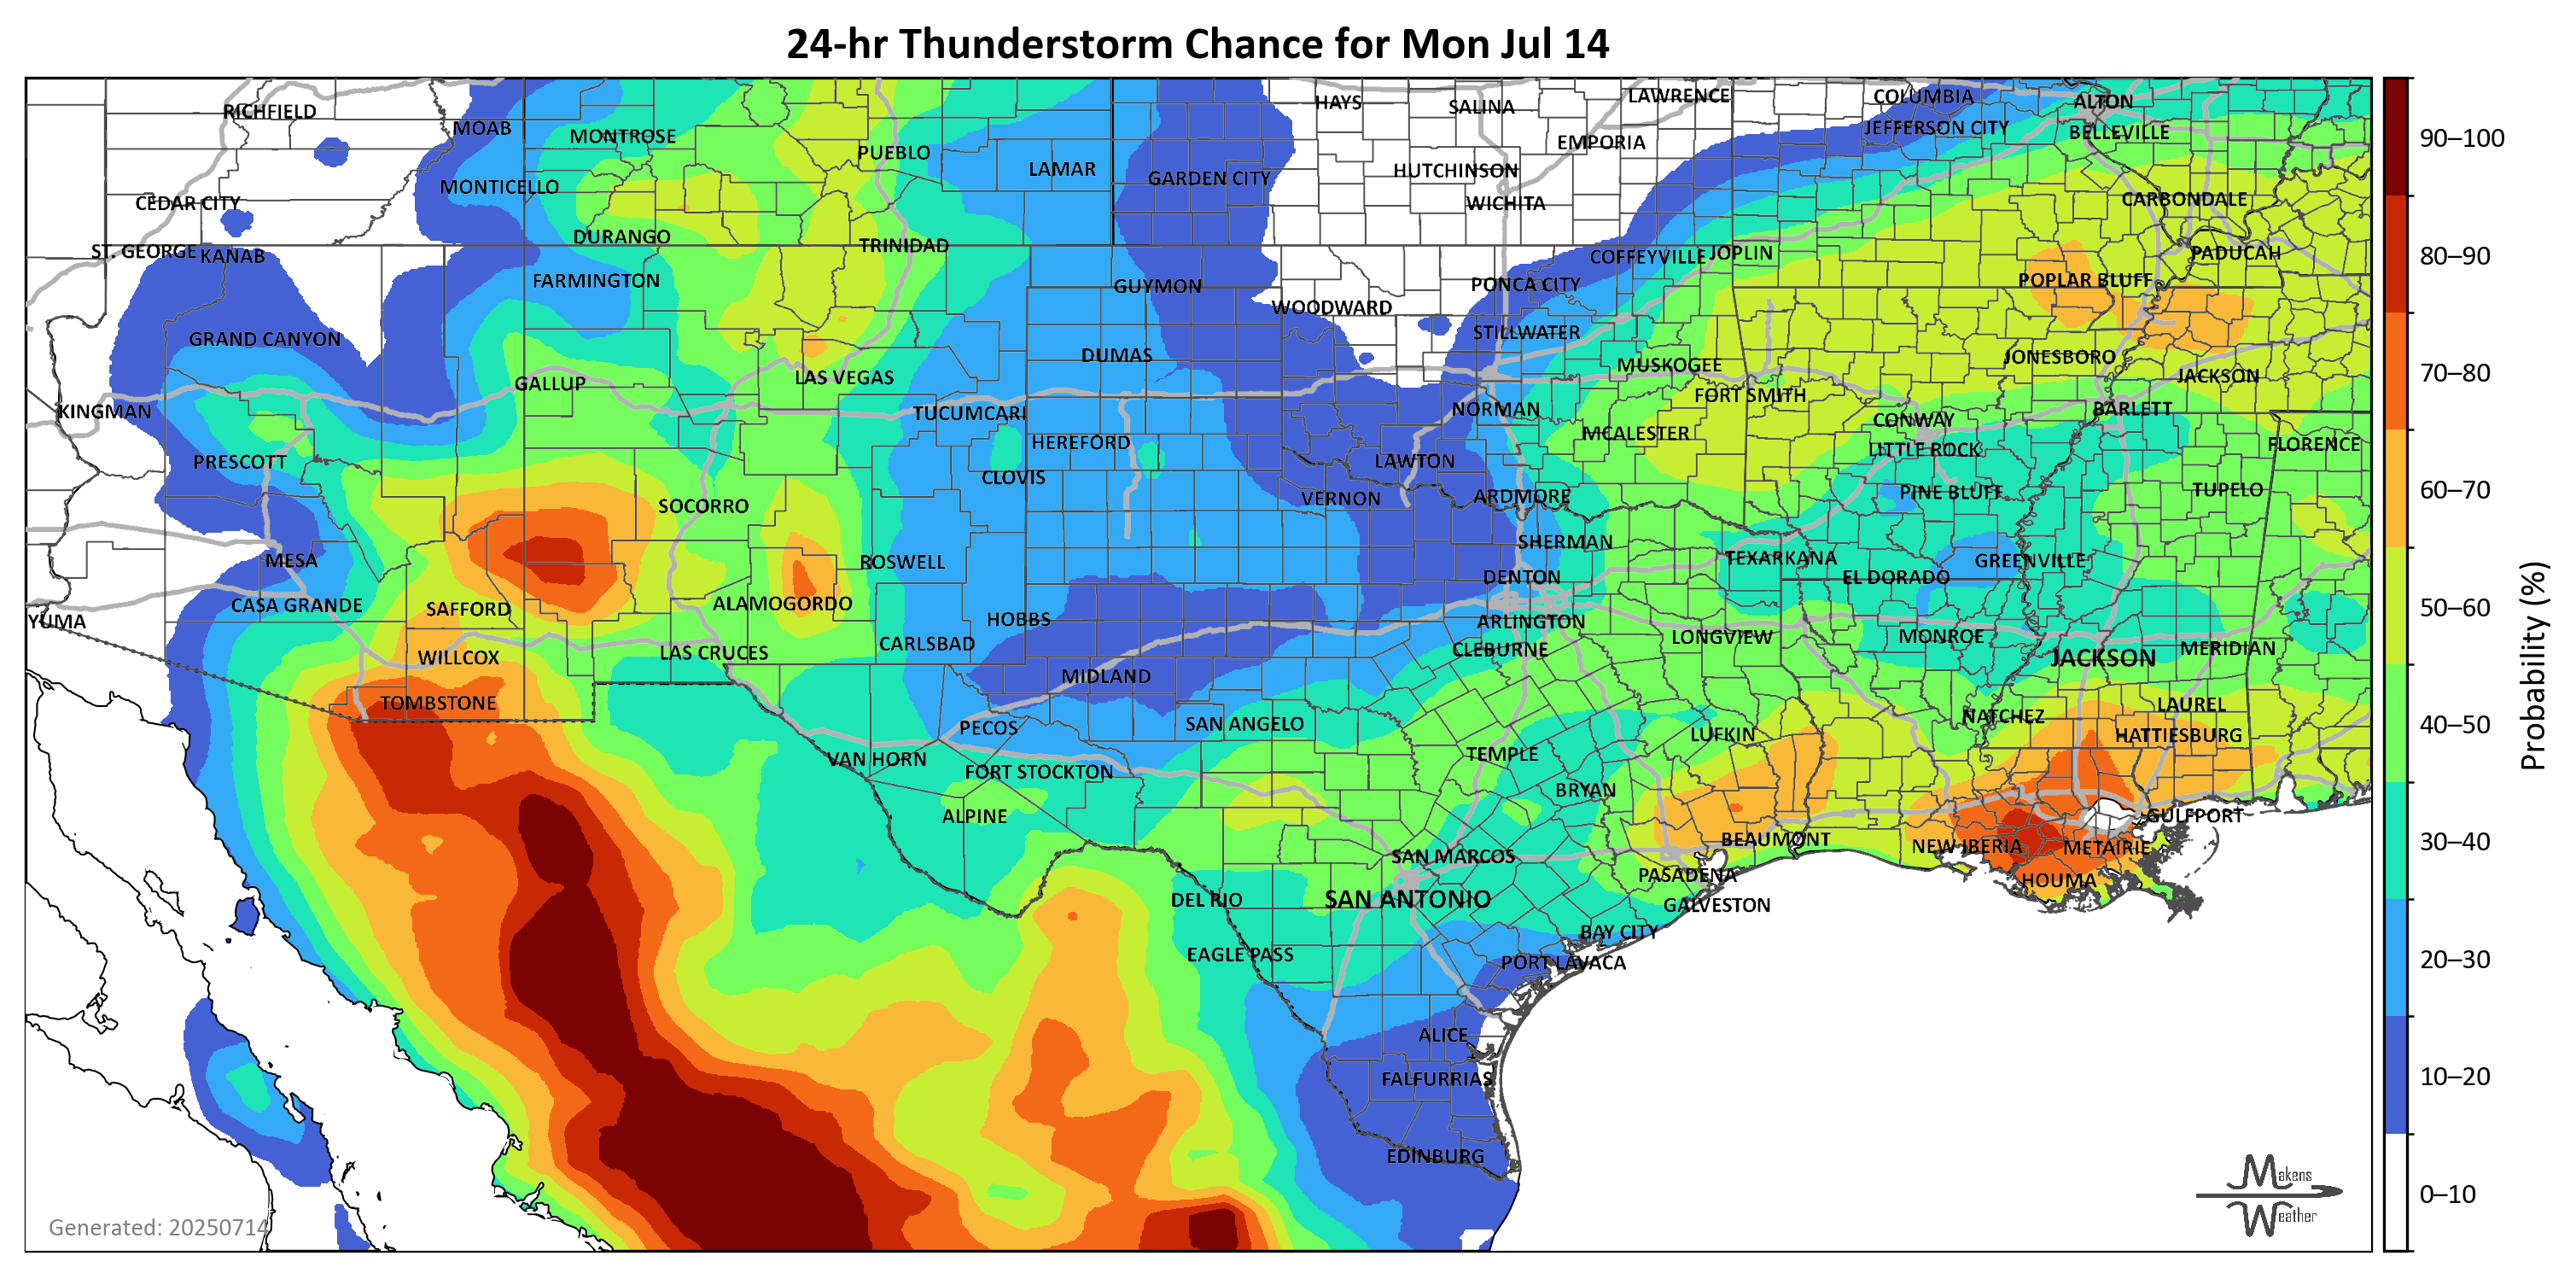 24-hr Thunderstorm Chance for Mon Jul 14
RICHFIELD
MOAB
MONTROSE
PUEBLO
LAMAR
HAYS
SALINA
LAWRENCE
COLUMBIA
ALTON
GARDEN CITY
HUTCHINSON
EMPORIA
JEFFERSON CITY
BELLEVILLE
CEDAR CITY
MONTICELLO
WICHITA
CARBONDALE
ST. GEORGE
KANAB
DURANGO
TRINIDAD
COFFEYVILLE
JOPLIN
PADUCAH
FARMINGTON
GUYMON
WOODWARD
PONCA CITY
POPLAR BLUFF
GRAND CANYON
DUMAS
STILLWATER
MUSKOGEE
JONESBORO
KINGMAN
GALLUP
LAS VEGAS
TUCUMCARI
NORMAN
FORT SMITH
CONWAY
BARLETT
JACKSON
PRESCOTT
HEREFORD
CLOVIS
LAWTON
MCALESTER
LITTLE ROCK
FLORENCE
SOCORRO
VERNON
ARDMORE
PINE BLUFF
TUPELO
MESA
ROSWELL
SHERMAN
TEXARKANA
GREENVILLE
CASA GRANDE
SAFFORD
ALAMOGORDO
DENTON
EL DORADO
YUMA
HOBBS
ARLINGTON
LONGVIEW
MONROE
WILLCOX
LAS CRUCES
CARLSBAD
CLEBURNE
JACKSON
MERIDIAN
TOMBSTONE
MIDLAND
PECOS
SAN ANGELO
LUFKIN
NATCHEZ
LAUREL
HATTIESBURG
VAN HORN
FORT STOCKTON
TEMPLE
BRYAN
ALPINE
SAN MARCOS
BEAUMONT
NEW IBERIA
METAIRIE
GULFPORT
DEL RIO
SAN ANTONIO
PASADENA
GALVESTON
HOUMA
EAGLE PASS
BAY CITY
PORT LAVACA
ALICE
FALFURRIAS
EDINBURG
Generated: 20250714
Makens
Weather
90–100
80–90
70–80
60–70
50–60
40–50
30–40
20–30
10–20
0–10
Probability (%)